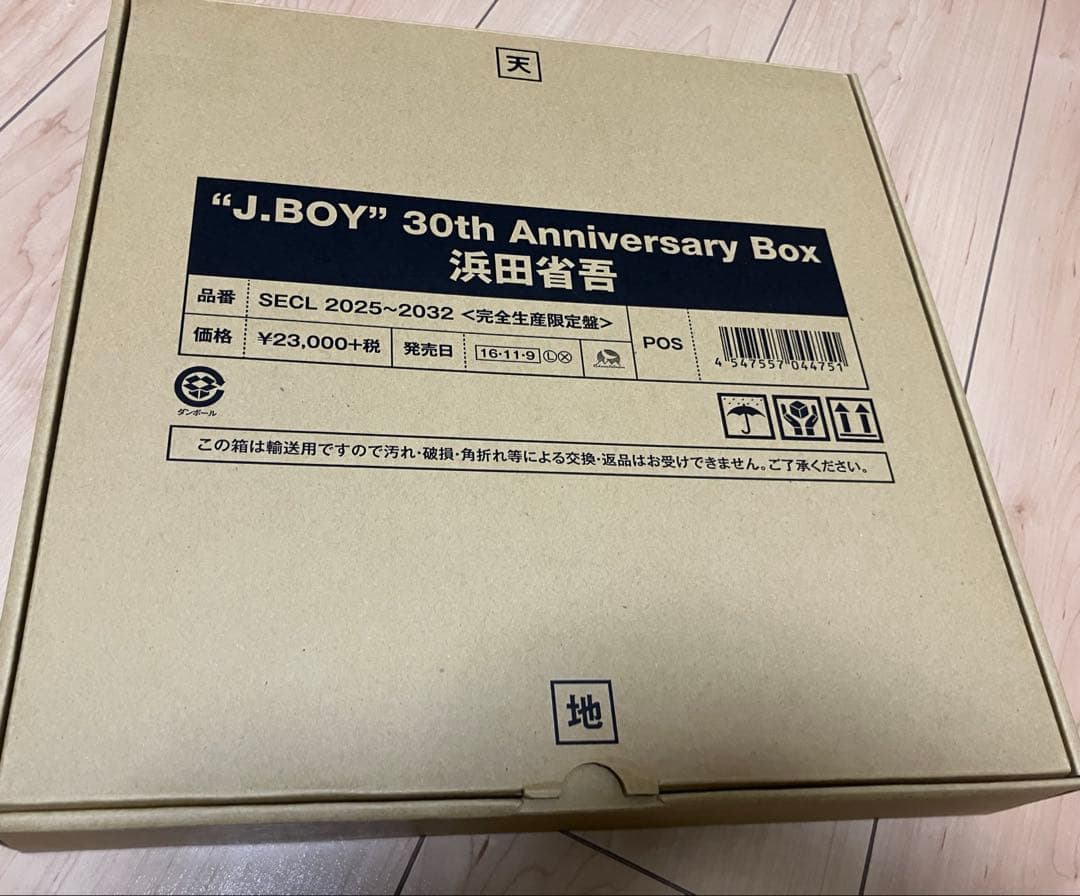 天
“J.BOY” 30th Anniversary Box
浜田省吾
品番 SECL 2025~2032 <完全生産限定盤>
価格 ¥23,000+税 発売日 16・11・9 Ⓛ Ⓧ
POS
4 547557 044751
ダンボール
この箱は輸送用ですので汚れ・破損・角折れ等による交換・返品はお受けできません。ご了承ください。
地